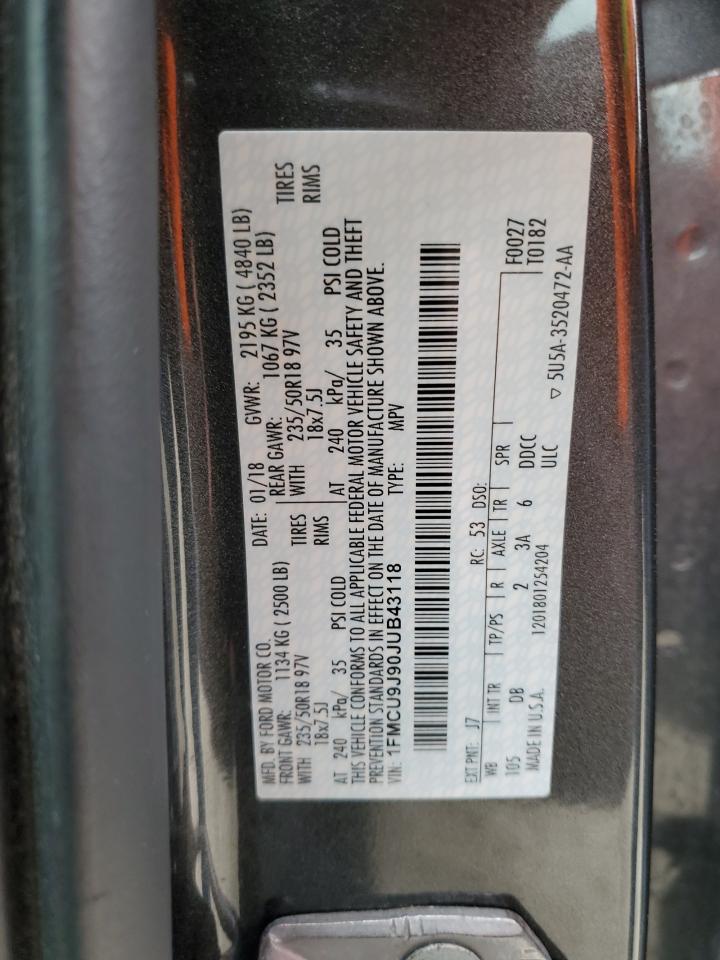 MFD. BY FORD MOTOR CO.
DATE: 01/18 GVWR: 2195 KG ( 4840 LB)
FRONT GAWR: 1134 KG ( 2500 LB) REAR GAWR: 1067 KG ( 2352 LB)
WITH 235/50R18 97V TIRES WITH 235/50R18 97V TIRES
18x7.5J RIMS 18x7.5J RIMS
AT 240 kPa/ 35 PSI COLD AT 240 kPa/ 35 PSI COLD
THIS VEHICLE CONFORMS TO ALL APPLICABLE FEDERAL MOTOR VEHICLE SAFETY AND THEFT
PREVENTION STANDARDS IN EFFECT ON THE DATE OF MANUFACTURE SHOWN ABOVE.
VIN: 1FMCU9J90JUB43118 TYPE: MPV
EXT PNT: J7 RC: 53 DSO:
WB INT TR TP/PS R AXLE TR SPR F0027
105 DB 2 3A 6 DDCC T0182
MADE IN U.S.A. 1201801254204 ULC
▽ 5U5A-3520472-AA